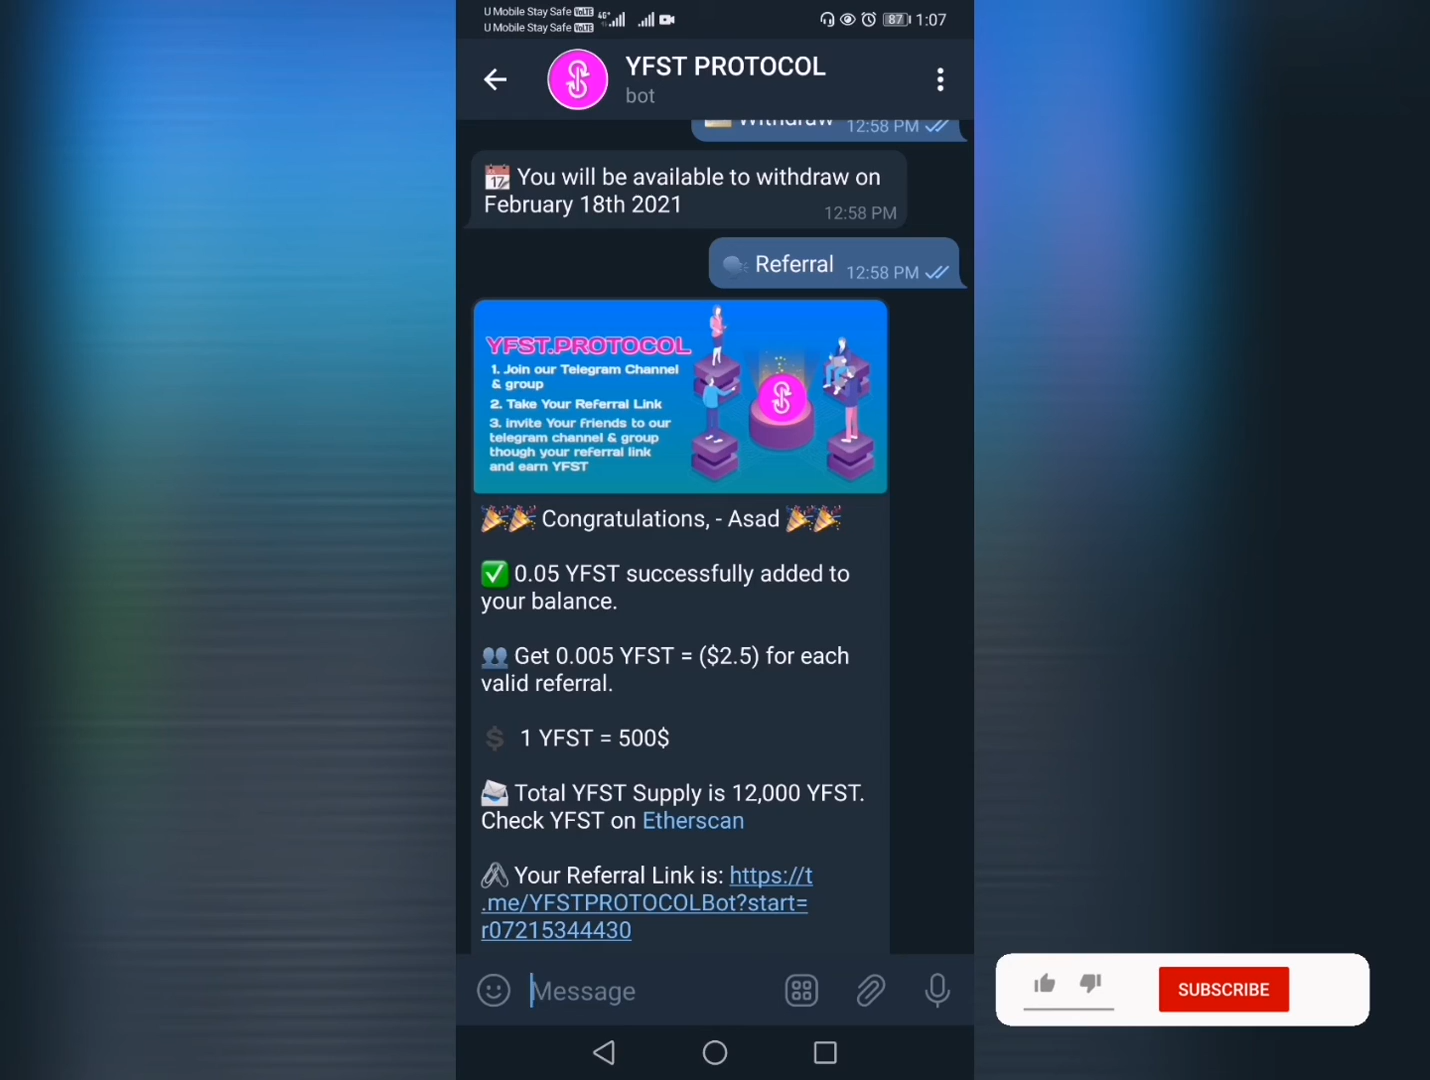 U Mobile Stay Safe VoLTE 4G+ 87 1:07
U Mobile Stay Safe VoLTE
YFST PROTOCOL
bot
Withdraw 12:58 PM
17 You will be available to withdraw on
February 18th 2021 12:58 PM
Referral 12:58 PM
YFST.PROTOCOL
1. Join our Telegram Channel
& group
2. Take Your Referral Link
3. invite Your friends to our
telegram channel & group
though your referral link
and earn YFST
🎉🎉 Congratulations, - Asad 🎉🎉
✅ 0.05 YFST successfully added to
your balance.
👥 Get 0.005 YFST = ($2.5) for each
valid referral.
💲 1 YFST = 500$
📨 Total YFST Supply is 12,000 YFST.
Check YFST on Etherscan
🖇 Your Referral Link is: https://t
.me/YFSTPROTOCOLBot?start=
r07215344430
Message
SUBSCRIBE